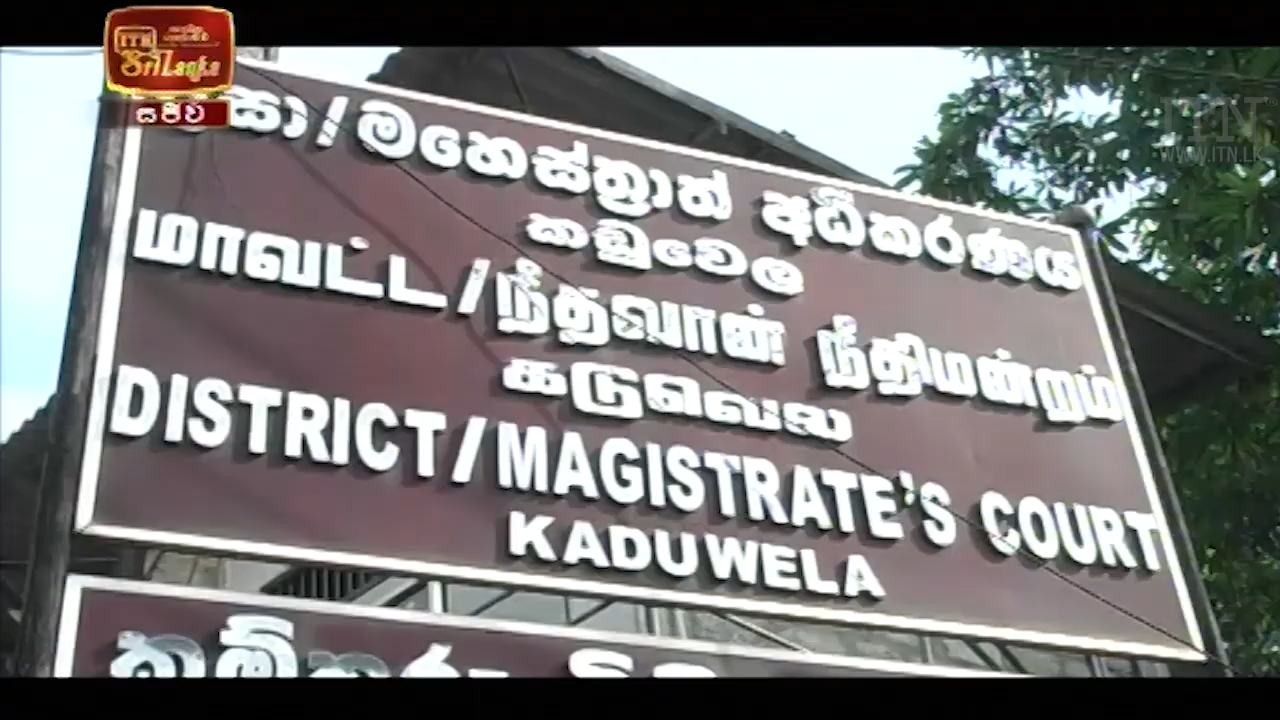 ITN
Sri Lanka
සජීවී
ITN
WWW.ITN.LK
/මහෙස්ත්‍රාත් අධිකරණය
කඩුවෙල
மாவட்ட/நீதவான் நீதிமன்றம்
கடுவெல
DISTRICT/MAGISTRATE'S COURT
KADUWELA